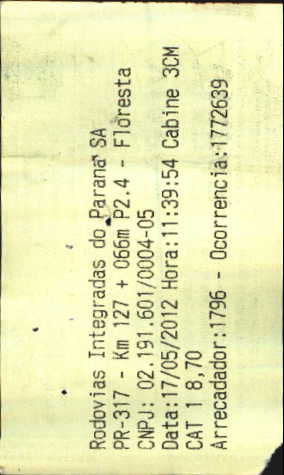 Rodovias Integradas do Parana SA
PR-317 - Km 127 + 066m P2.4 - Floresta
CNPJ: 02.191.601/0004-05
Data:17/05/2012 Hora:11:39:54 Cabine 3CM
CAT 1 8,70
Arrecadador:1796 - Ocorrencia:1772639